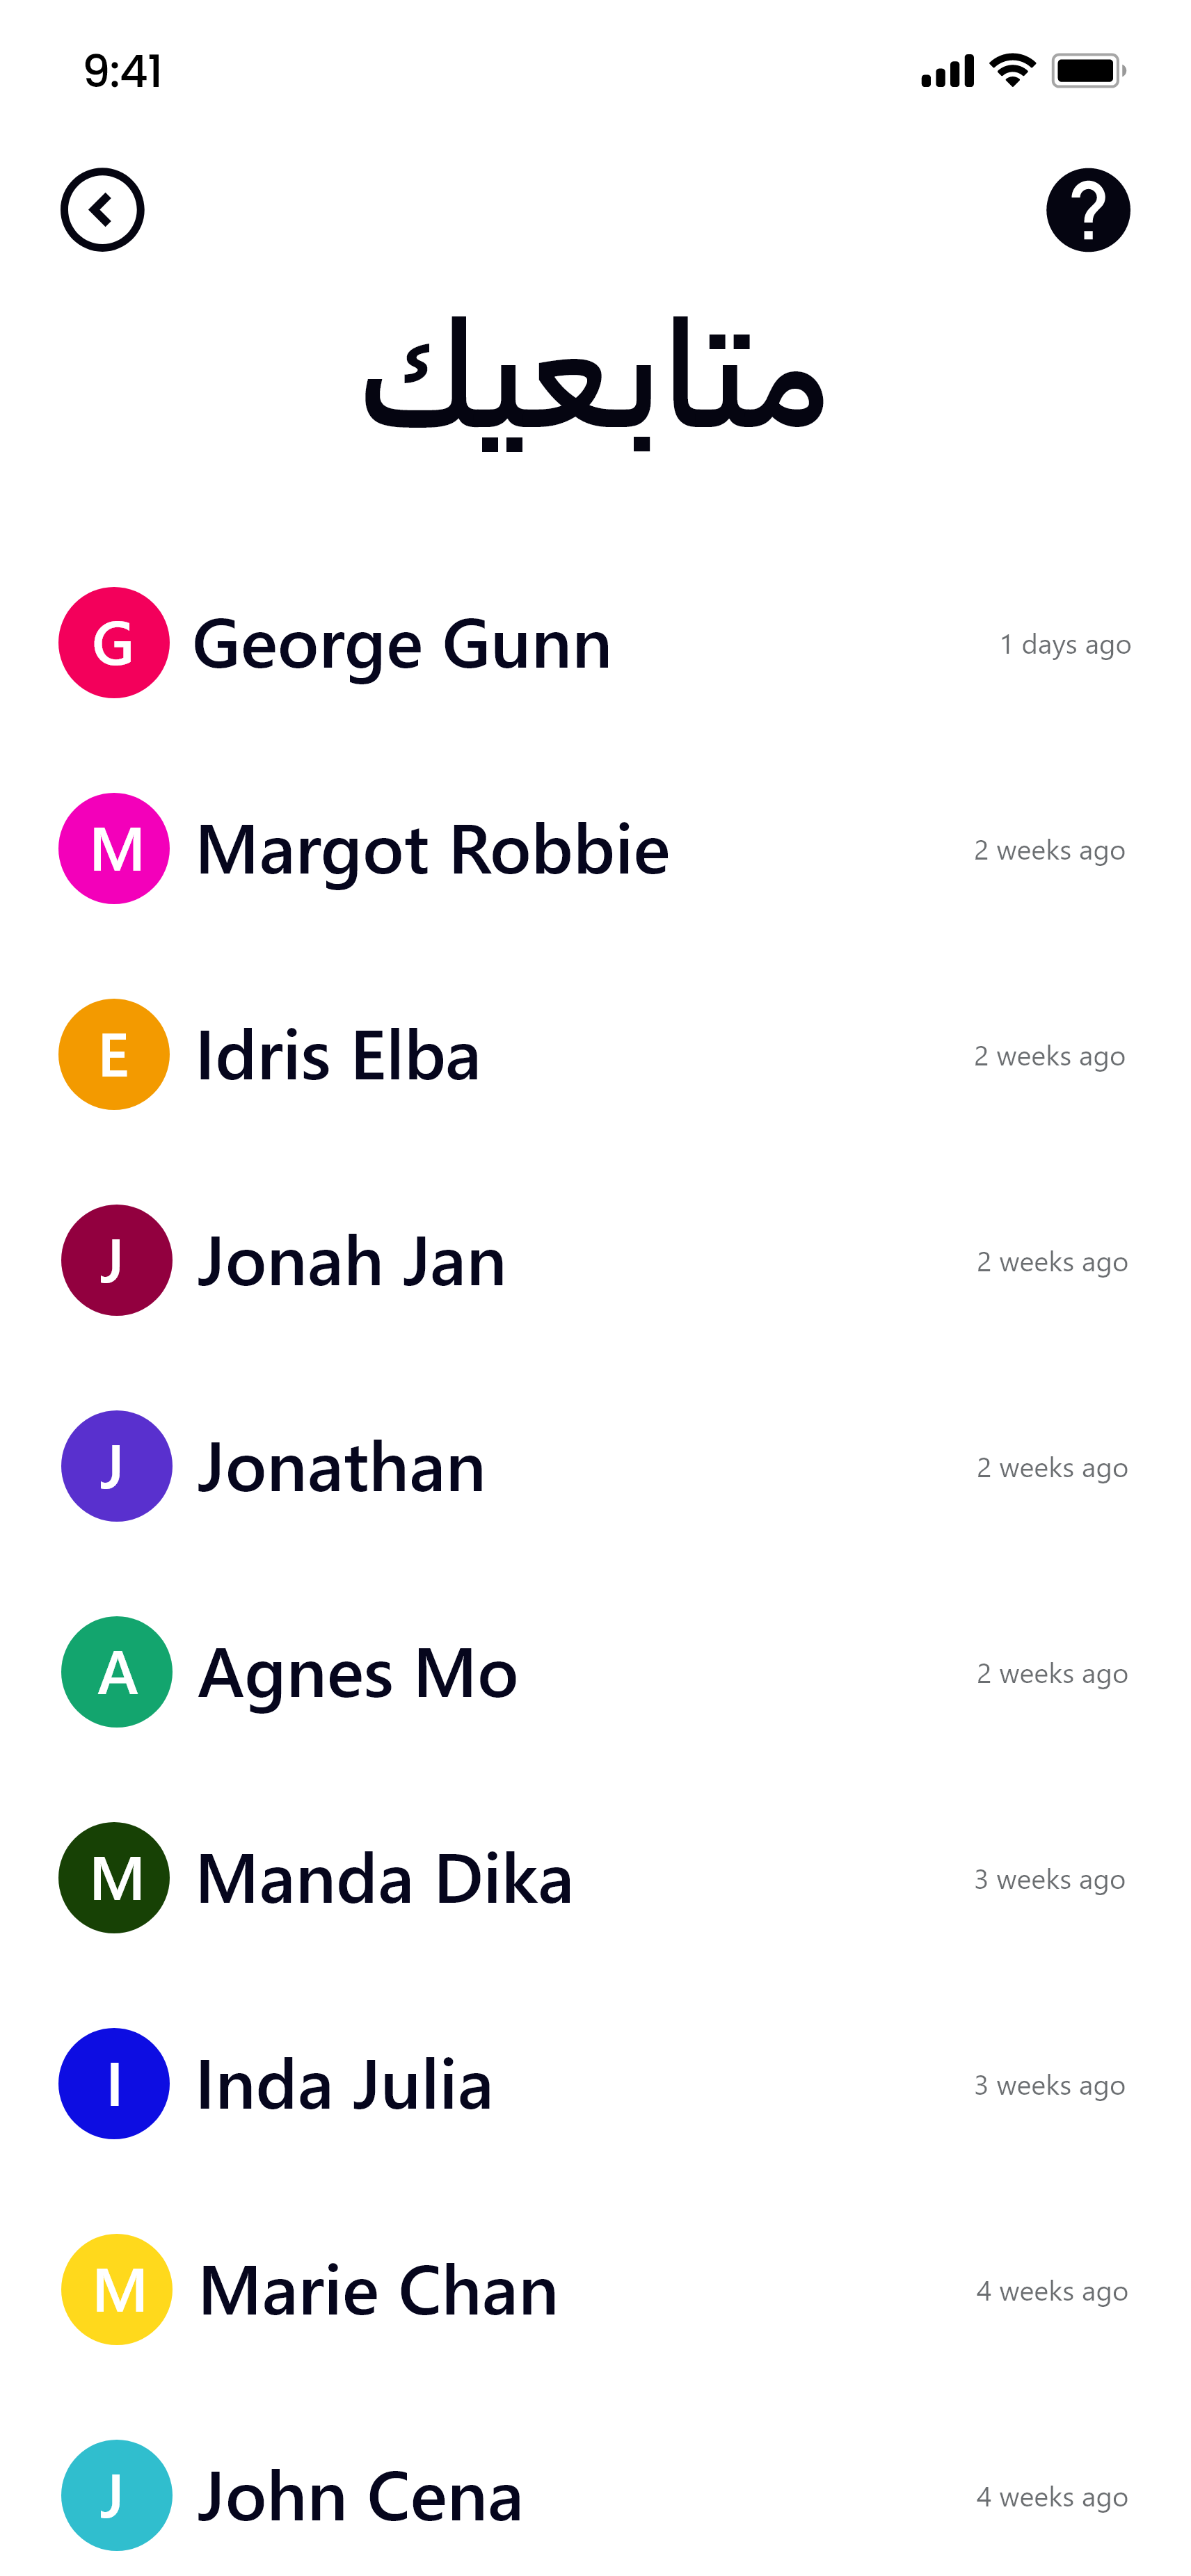 9:41
متابعيك
G George Gunn 1 days ago
M Margot Robbie 2 weeks ago
E Idris Elba 2 weeks ago
J Jonah Jan 2 weeks ago
J Jonathan 2 weeks ago
A Agnes Mo 2 weeks ago
M Manda Dika 3 weeks ago
I Inda Julia 3 weeks ago
M Marie Chan 4 weeks ago
J John Cena 4 weeks ago